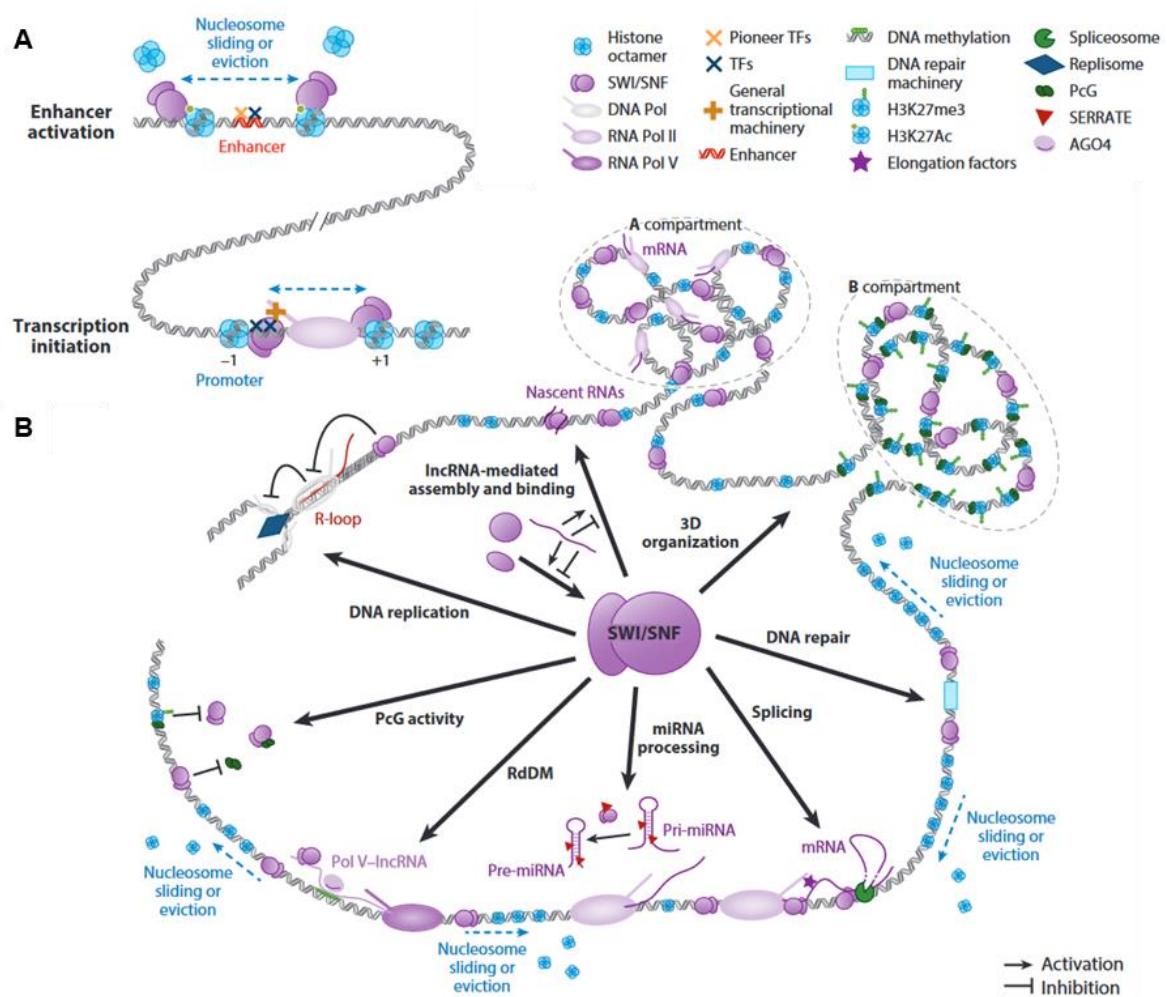 A
Nucleosome
sliding or
eviction
Enhancer
activation
Enhancer
Histone
octamer
SWI/SNF
DNA Pol
RNA Pol II
RNA Pol V
Pioneer TFs
TFs
General
transcriptional
machinery
Enhancer
DNA methylation
DNA repair
machinery
H3K27me3
H3K27Ac
Elongation factors
Spliceosome
Replisome
PcG
SERRATE
AGO4
Transcription
initiation
–1
+1
Promoter
A compartment
mRNA
B compartment
B
Nascent RNAs
lncRNA-mediated
assembly and binding
R-loop
3D
organization
Nucleosome
sliding or
eviction
DNA replication
SWI/SNF
DNA repair
PcG activity
RdDM
miRNA
processing
Splicing
Nucleosome
sliding or
eviction
Pol V–lncRNA
Pri-miRNA
Pre-miRNA
mRNA
Nucleosome
sliding or
eviction
Nucleosome
sliding or
eviction
Activation
Inhibition